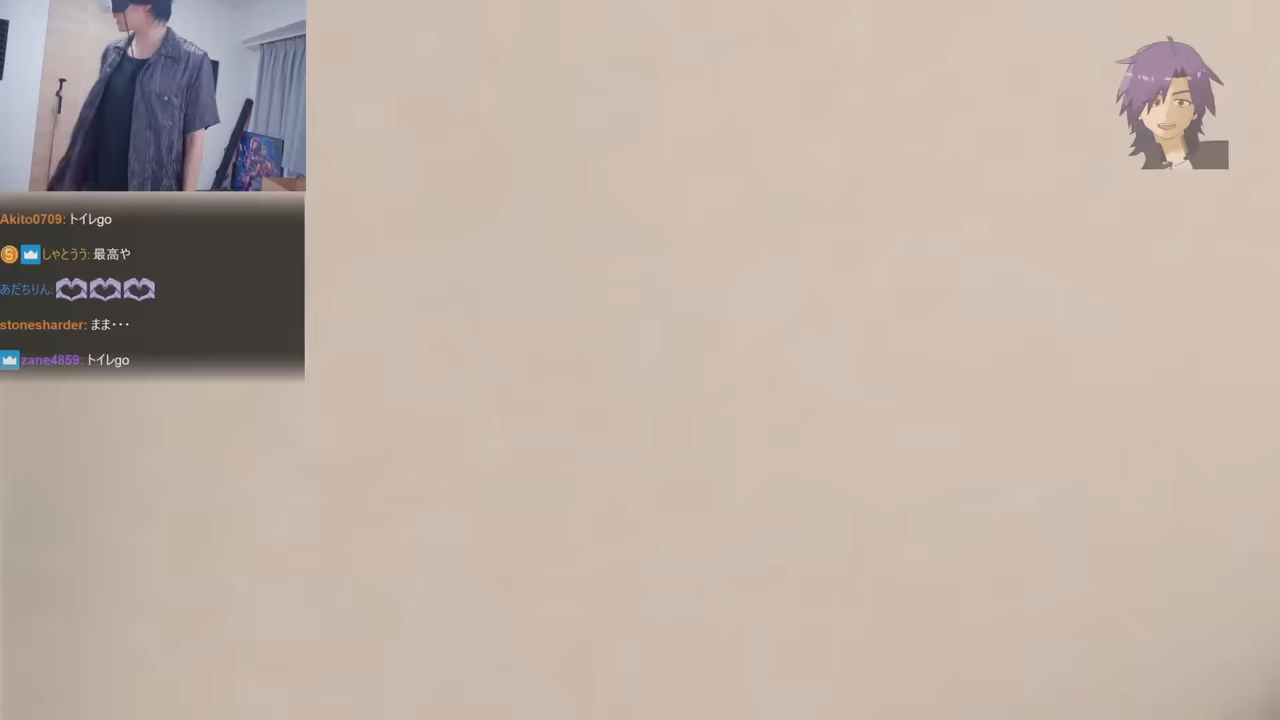 Akito0709: トイレgo
しゃとうう: 最高や
あだちりん:
stonesharder: まま・・・
zane4859: トイレgo